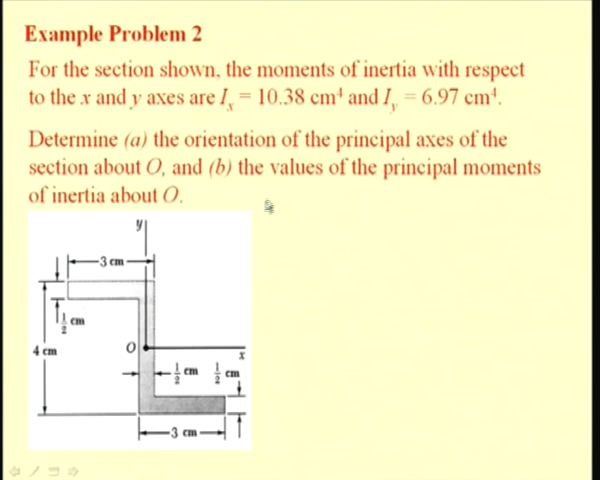 Example Problem 2
For the section shown, the moments of inertia with respect
to the x and y axes are Iₓ = 10.38 cm⁴ and Iᵧ = 6.97 cm⁴.
Determine (a) the orientation of the principal axes of the
section about O, and (b) the values of the principal moments
of inertia about O.
y
3 cm
1/2 cm
4 cm
O
x
1/2 cm
1/2 cm
3 cm